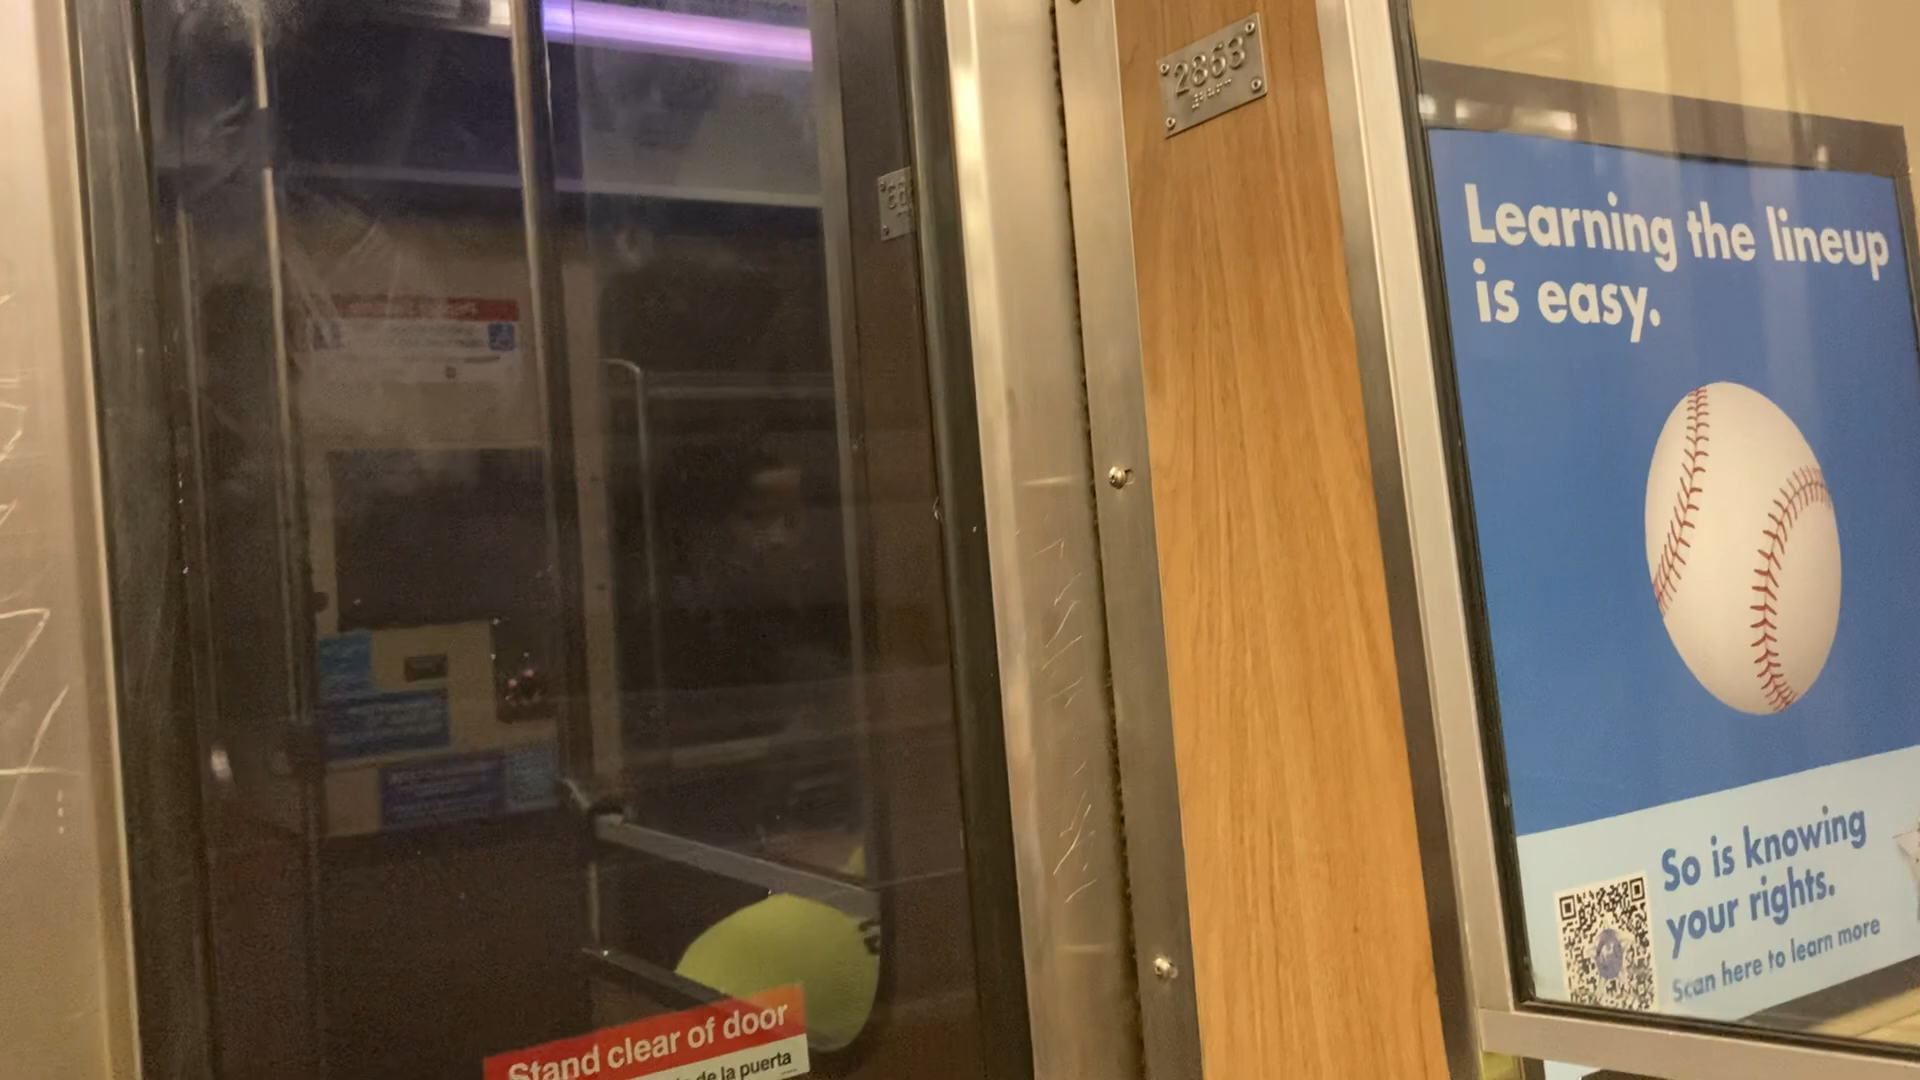 2863
Learning the lineup
is easy.
So is knowing
your rights.
Scan here to learn more
Stand clear of door
de la puerta